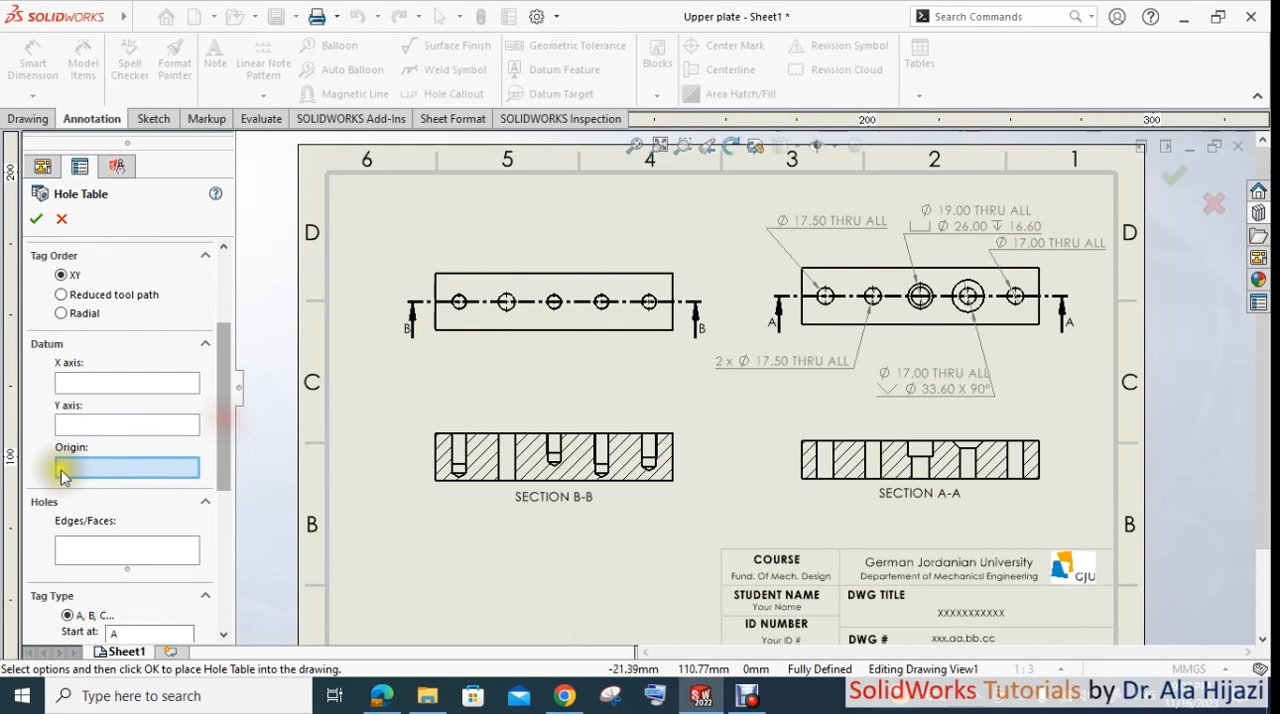 SOLIDWORKS
Upper plate - Sheet1 *
Search Commands
Smart Dimension
Model Items
Spell Checker
Format Painter
Note
Linear Note Pattern
Balloon
Auto Balloon
Magnetic Line
Surface Finish
Weld Symbol
Hole Callout
Geometric Tolerance
Datum Feature
Datum Target
Blocks
Center Mark
Centerline
Area Hatch/Fill
Revision Symbol
Revision Cloud
Tables
Drawing
Annotation
Sketch
Markup
Evaluate
SOLIDWORKS Add-Ins
Sheet Format
SOLIDWORKS Inspection
200
300
200
100
Hole Table
Tag Order
XY
Reduced tool path
Radial
Datum
X axis:
Y axis:
Origin:
Holes
Edges/Faces:
Tag Type
A, B, C...
Start at:
A
6 5 4 3 2 1
D D
C C
B B
Ø 17.50 THRU ALL
Ø 19.00 THRU ALL
⌴ Ø 26.00 ↧ 16.60
Ø 17.00 THRU ALL
B B
A A
2 x Ø 17.50 THRU ALL
Ø 17.00 THRU ALL
⌵ Ø 33.60 X 90°
SECTION B-B
SECTION A-A
COURSE
Fund. Of Mech. Design
German Jordanian University
Departement of Mechanicsl Engineering
GJU
STUDENT NAME
Your Name
DWG TITLE
XXXXXXXXXXX
ID NUMBER
Your ID #
DWG #
xxx.aa.bb.cc
Sheet1
Select options and then click OK to place Hole Table into the drawing.
-21.39mm
110.77mm
0mm
Fully Defined
Editing Drawing View1
1 : 3
MMGS
Type here to search
SW
2022
SolidWorks Tutorials by Dr. Ala Hijazi